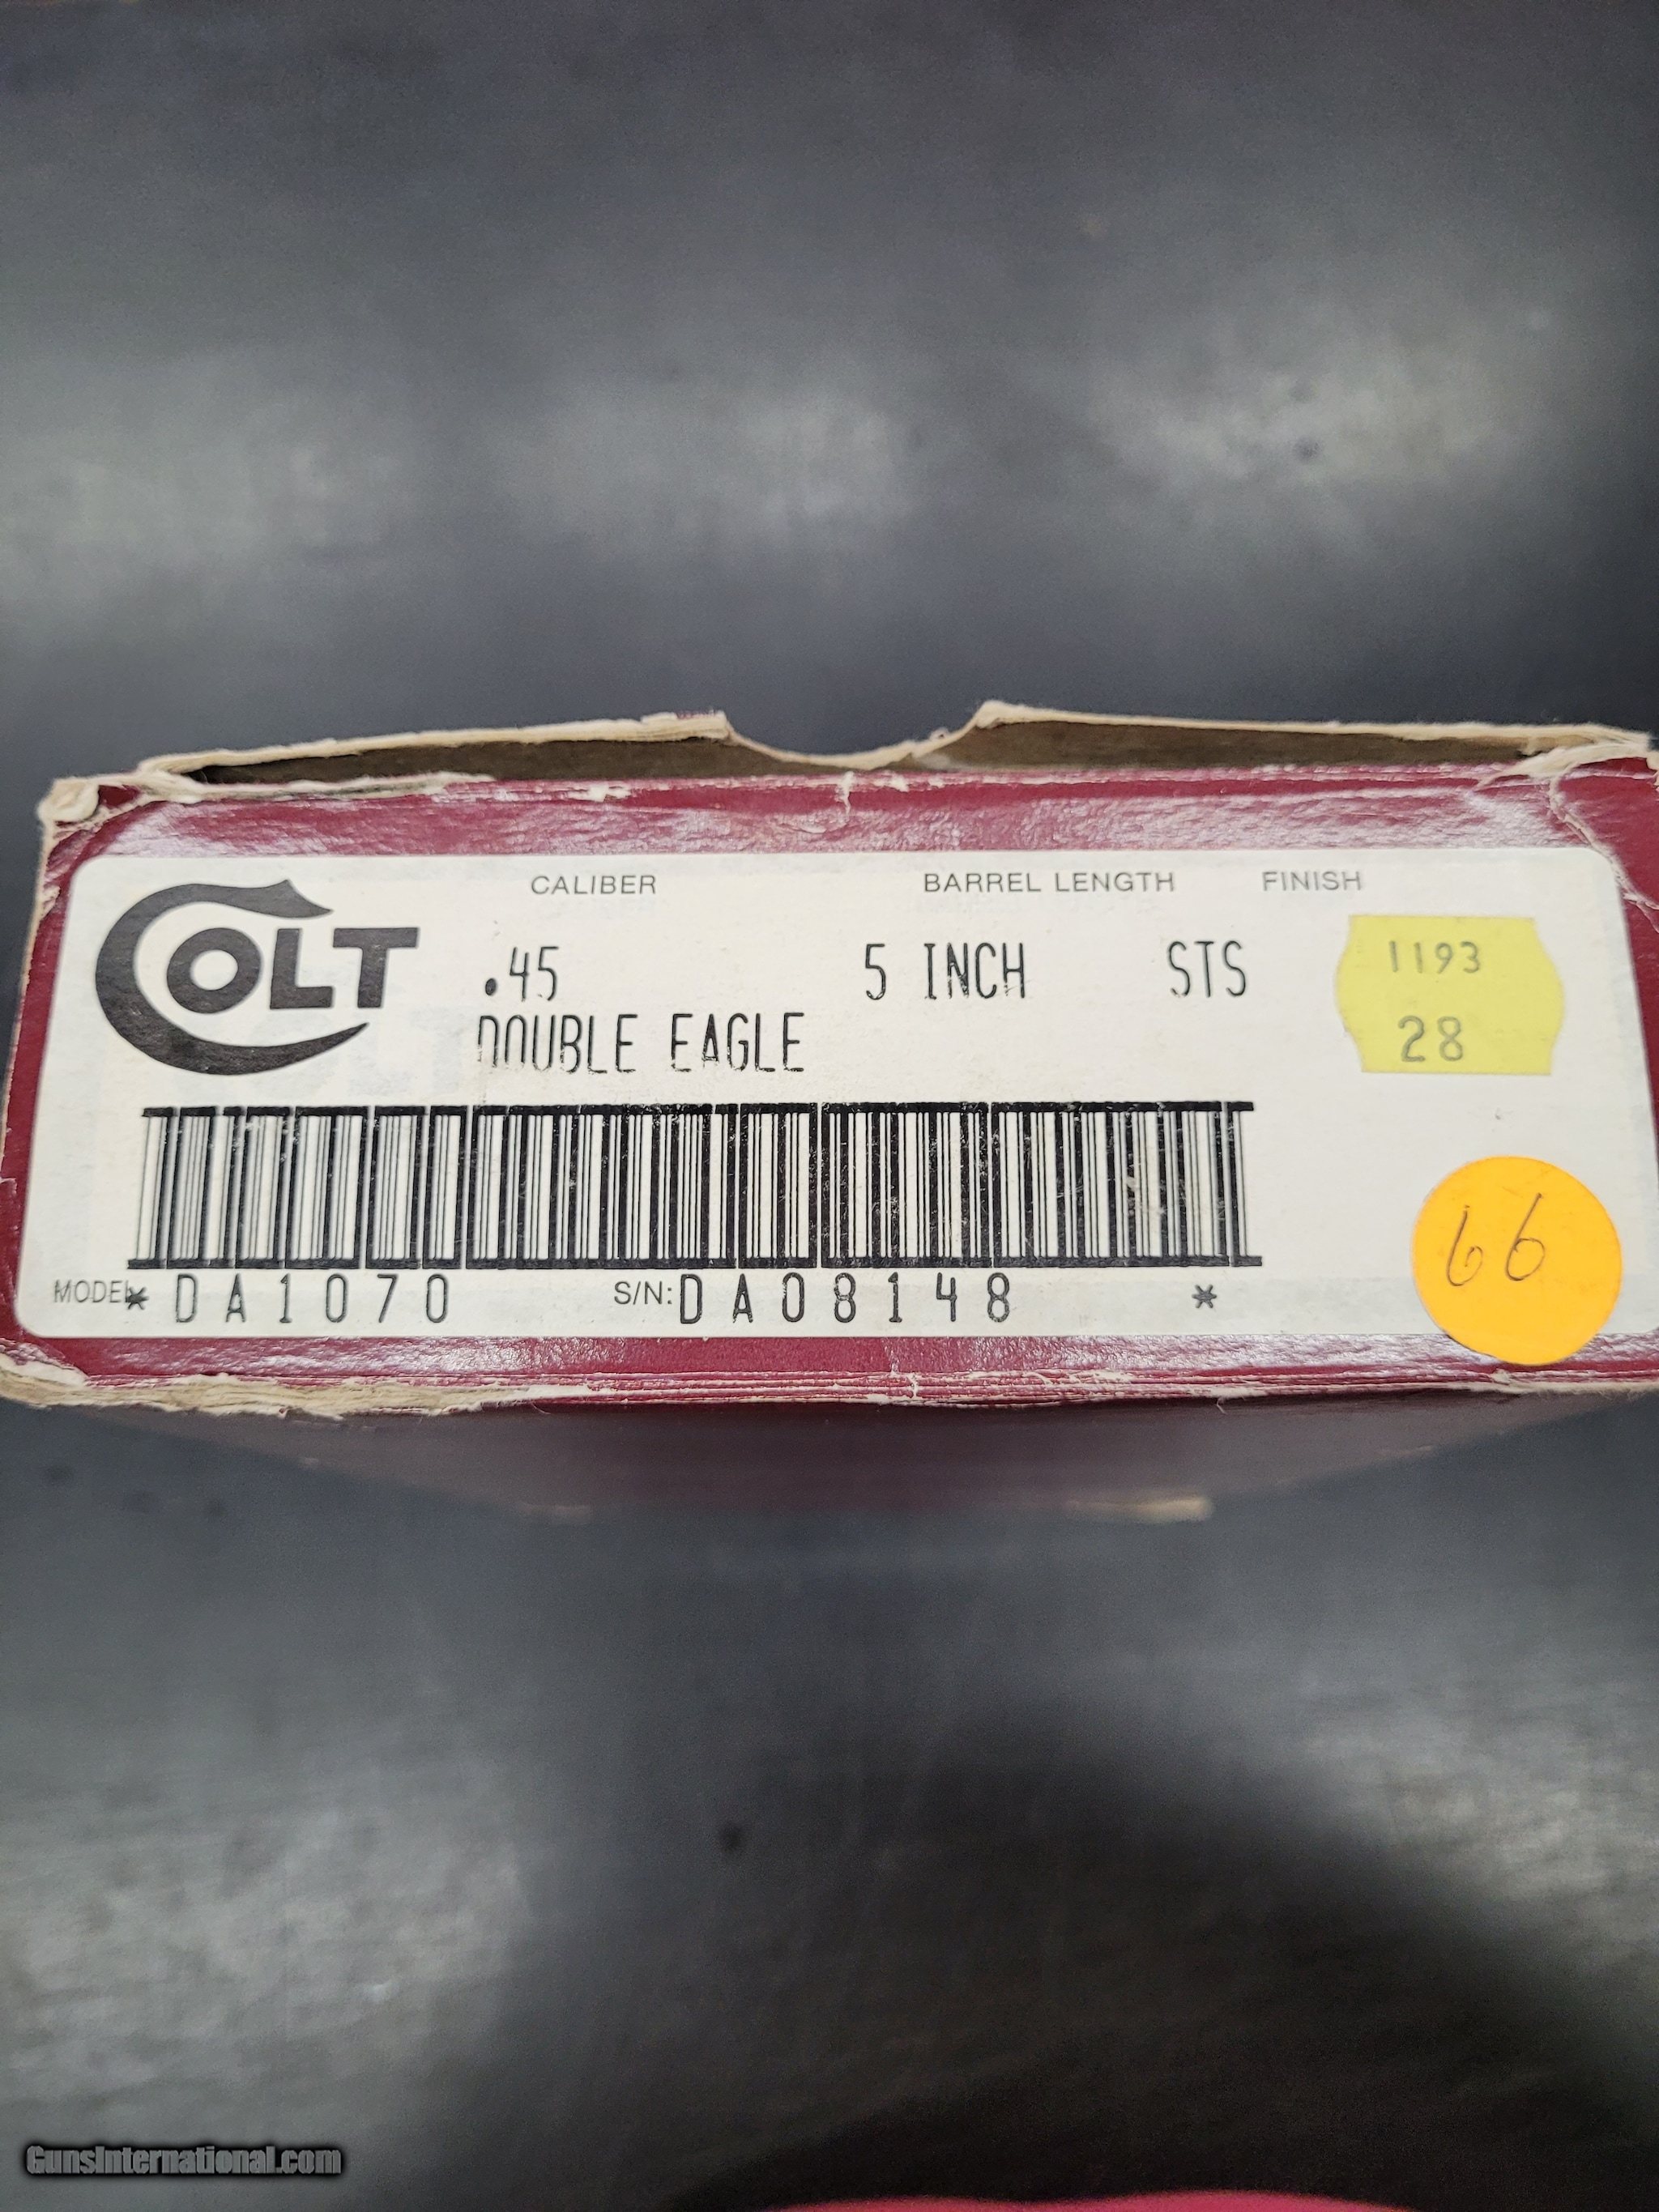 COLT
CALIBER BARREL LENGTH FINISH
.45 5 INCH STS
DOUBLE EAGLE
1193
28
66
MODEL* DA1070 S/N: DA08148 *
GunsInternational.com